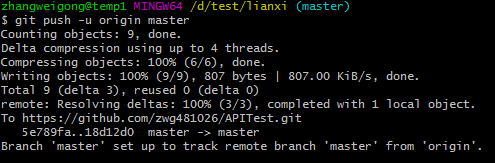 zhangweigong@temp1 MINGW64 /d/test/lianxi (master)
$ git push -u origin master
Counting objects: 9, done.
Delta compression using up to 4 threads.
Compressing objects: 100% (6/6), done.
Writing objects: 100% (9/9), 807 bytes | 807.00 KiB/s, done.
Total 9 (delta 3), reused 0 (delta 0)
remote: Resolving deltas: 100% (3/3), completed with 1 local object.
To https://github.com/zwg481026/APITest.git
   5e789fa..18d12d0  master -> master
Branch 'master' set up to track remote branch 'master' from 'origin'.